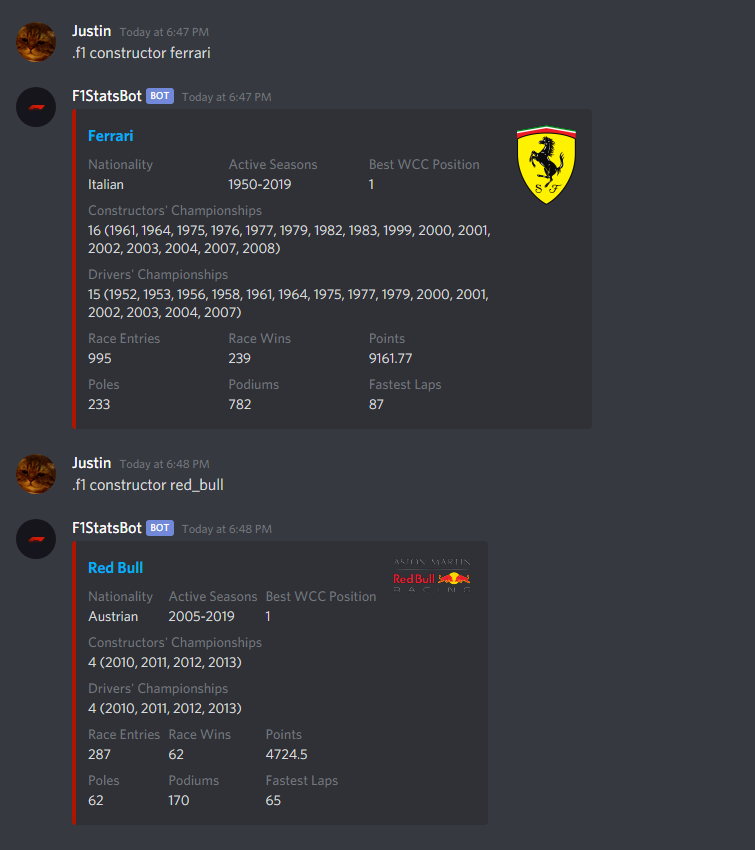 Justin Today at 6:47 PM
.f1 constructor ferrari
F1StatsBot BOT Today at 6:47 PM
Ferrari
Nationality Active Seasons Best WCC Position
Italian 1950-2019 1
S F
Constructors' Championships
16 (1961, 1964, 1975, 1976, 1977, 1979, 1982, 1983, 1999, 2000, 2001,
2002, 2003, 2004, 2007, 2008)
Drivers' Championships
15 (1952, 1953, 1956, 1958, 1961, 1964, 1975, 1977, 1979, 2000, 2001,
2002, 2003, 2004, 2007)
Race Entries Race Wins Points
995 239 9161.77
Poles Podiums Fastest Laps
233 782 87
Justin Today at 6:48 PM
.f1 constructor red_bull
F1StatsBot BOT Today at 6:48 PM
Red Bull
ASTON MARTIN
Red Bull
RACING
Nationality Active Seasons Best WCC Position
Austrian 2005-2019 1
Constructors' Championships
4 (2010, 2011, 2012, 2013)
Drivers' Championships
4 (2010, 2011, 2012, 2013)
Race Entries Race Wins Points
287 62 4724.5
Poles Podiums Fastest Laps
62 170 65